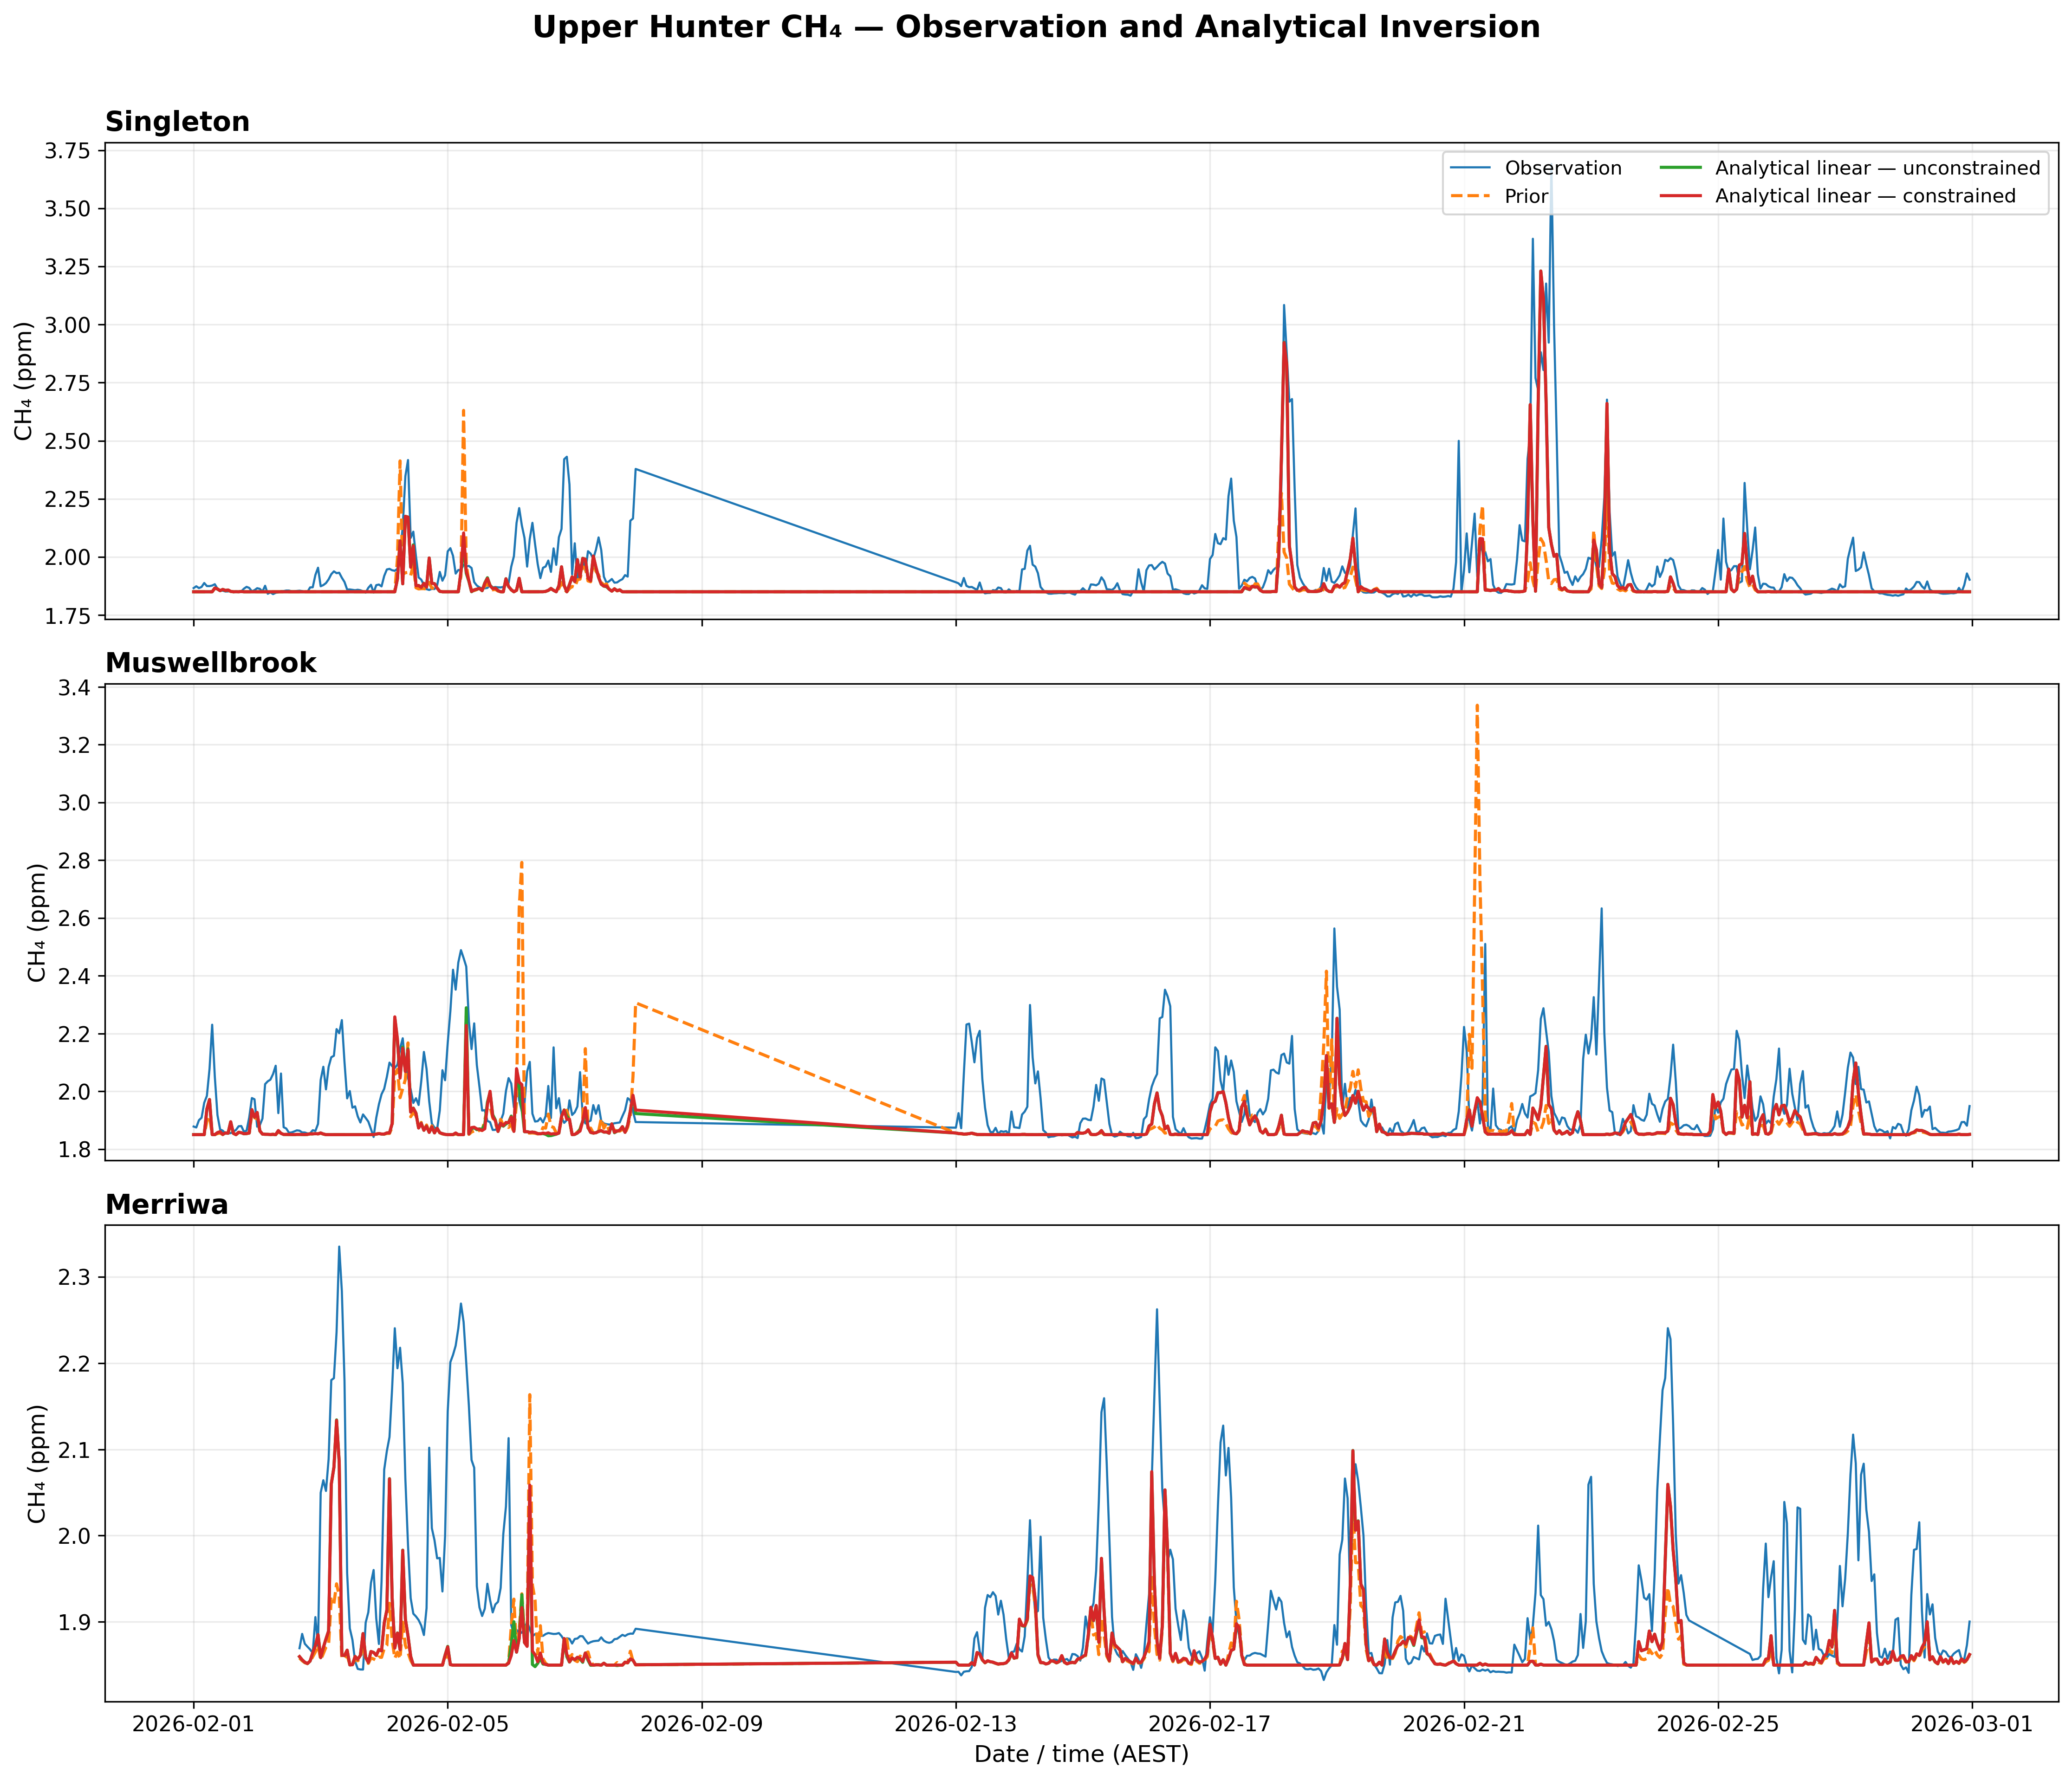 Upper Hunter CH₄ — Observation and Analytical Inversion
Singleton
3.75
3.50
3.25
3.00
2.75
2.50
2.25
2.00
1.75
CH₄ (ppm)
Observation
Prior
Analytical linear — unconstrained
Analytical linear — constrained
Muswellbrook
3.4
3.2
3.0
2.8
2.6
2.4
2.2
2.0
1.8
CH₄ (ppm)
Merriwa
2.3
2.2
2.1
2.0
1.9
CH₄ (ppm)
2026-02-01 2026-02-05 2026-02-09 2026-02-13 2026-02-17 2026-02-21 2026-02-25 2026-03-01
Date / time (AEST)